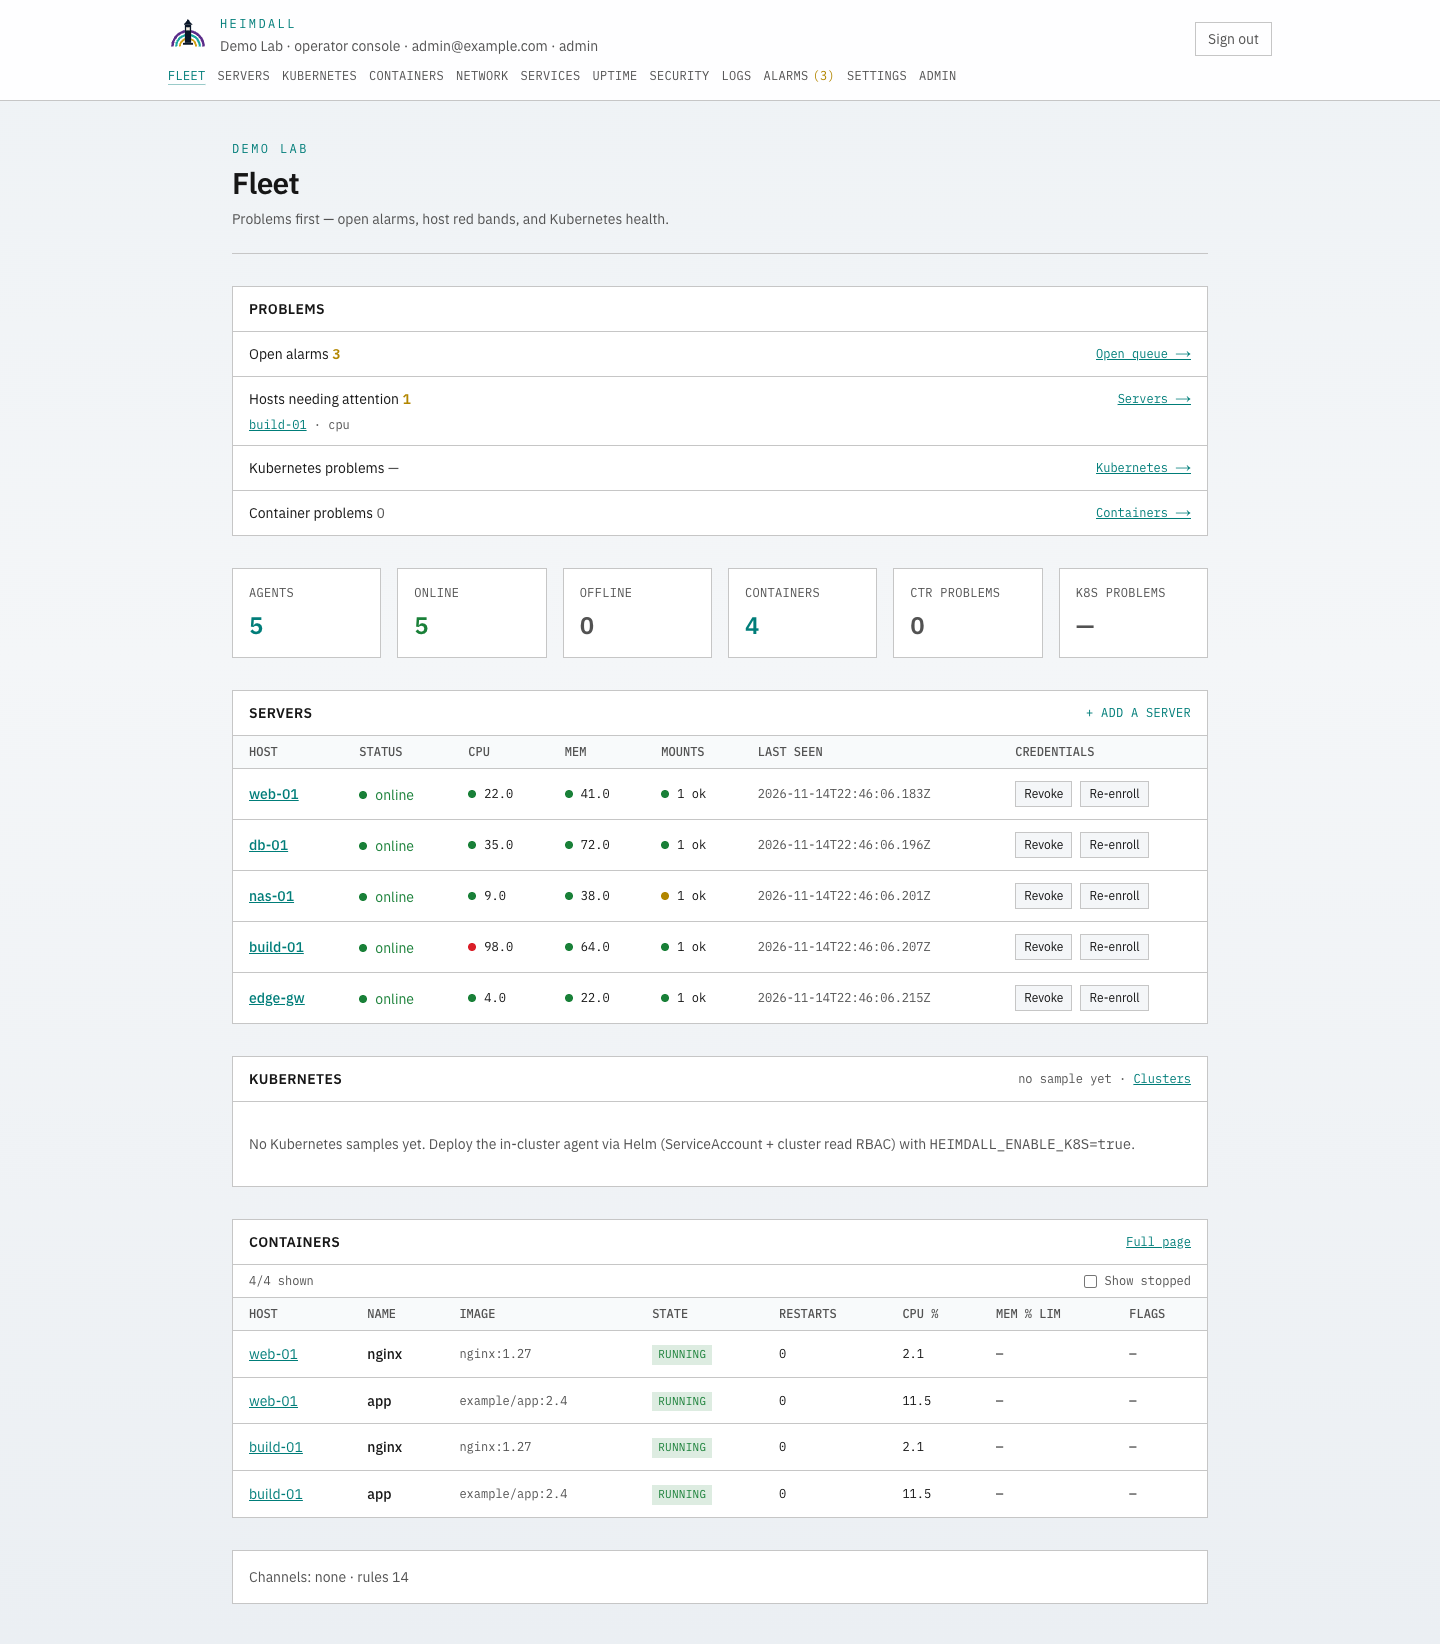 HEIMDALL
Demo Lab · operator console · admin@example.com · admin
Sign out
FLEET SERVERS KUBERNETES CONTAINERS NETWORK SERVICES UPTIME SECURITY LOGS ALARMS (3) SETTINGS ADMIN
DEMO LAB
Fleet
Problems first — open alarms, host red bands, and Kubernetes health.
PROBLEMS
Open alarms 3 Open queue →
Hosts needing attention 1 Servers →
build-01 · cpu
Kubernetes problems — Kubernetes →
Container problems 0 Containers →
AGENTS ONLINE OFFLINE CONTAINERS CTR PROBLEMS K8S PROBLEMS
5 5 0 4 0 —
SERVERS + ADD A SERVER
HOST STATUS CPU MEM MOUNTS LAST SEEN CREDENTIALS
web-01 online 22.0 41.0 1 ok 2026-11-14T22:46:06.183Z Revoke Re-enroll
db-01 online 35.0 72.0 1 ok 2026-11-14T22:46:06.196Z Revoke Re-enroll
nas-01 online 9.0 38.0 1 ok 2026-11-14T22:46:06.201Z Revoke Re-enroll
build-01 online 98.0 64.0 1 ok 2026-11-14T22:46:06.207Z Revoke Re-enroll
edge-gw online 4.0 22.0 1 ok 2026-11-14T22:46:06.215Z Revoke Re-enroll
KUBERNETES no sample yet · Clusters
No Kubernetes samples yet. Deploy the in-cluster agent via Helm (ServiceAccount + cluster read RBAC) with HEIMDALL_ENABLE_K8S=true.
CONTAINERS Full page
4/4 shown Show stopped
HOST NAME IMAGE STATE RESTARTS CPU % MEM % LIM FLAGS
web-01 nginx nginx:1.27 RUNNING 0 2.1 — —
web-01 app example/app:2.4 RUNNING 0 11.5 — —
build-01 nginx nginx:1.27 RUNNING 0 2.1 — —
build-01 app example/app:2.4 RUNNING 0 11.5 — —
Channels: none · rules 14